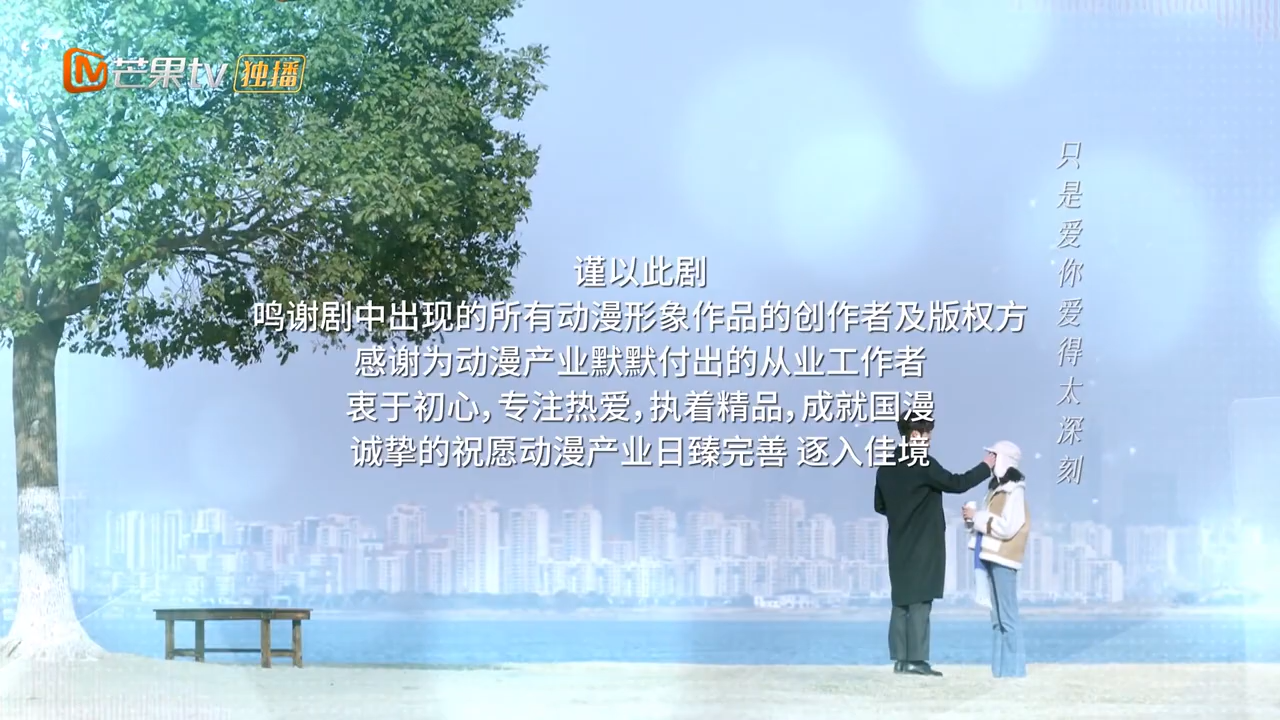 芒果tv 独播
谨以此剧
鸣谢剧中出现的所有动漫形象作品的创作者及版权方
感谢为动漫产业默默付出的从业工作者
衷于初心，专注热爱，执着精品，成就国漫
诚挚的祝愿动漫产业日臻完善 逐入佳境
只是爱你爱得太深刻